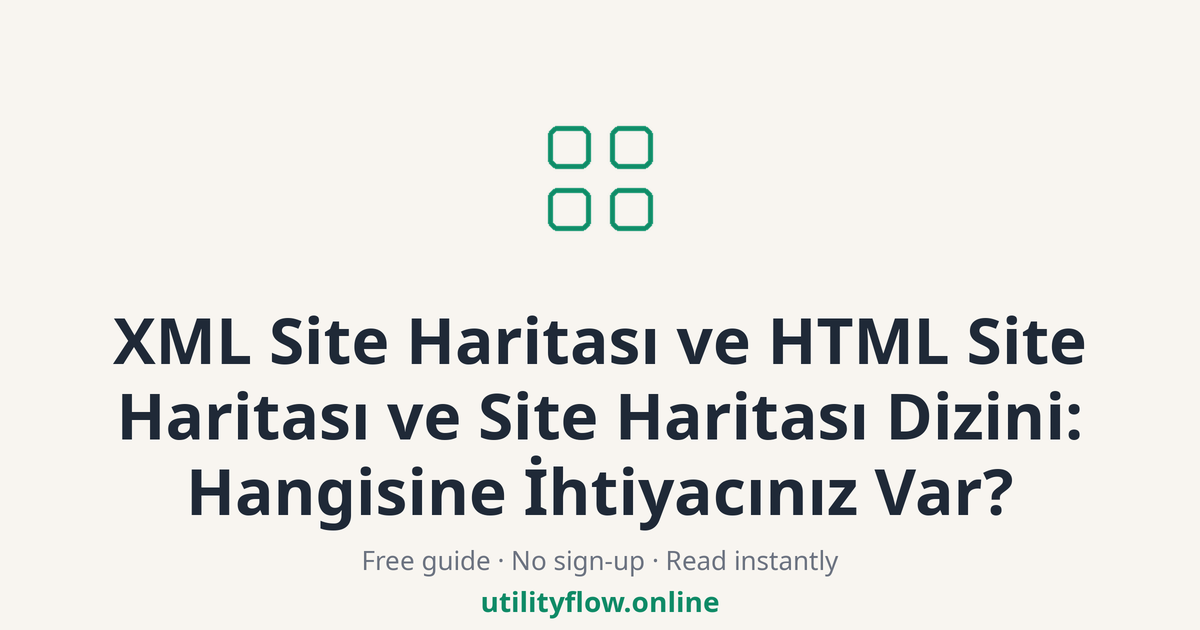 XML Site Haritası ve HTML Site
Haritası ve Site Haritası Dizini:
Hangisine İhtiyacınız Var?
Free guide · No sign-up · Read instantly
utilityflow.online